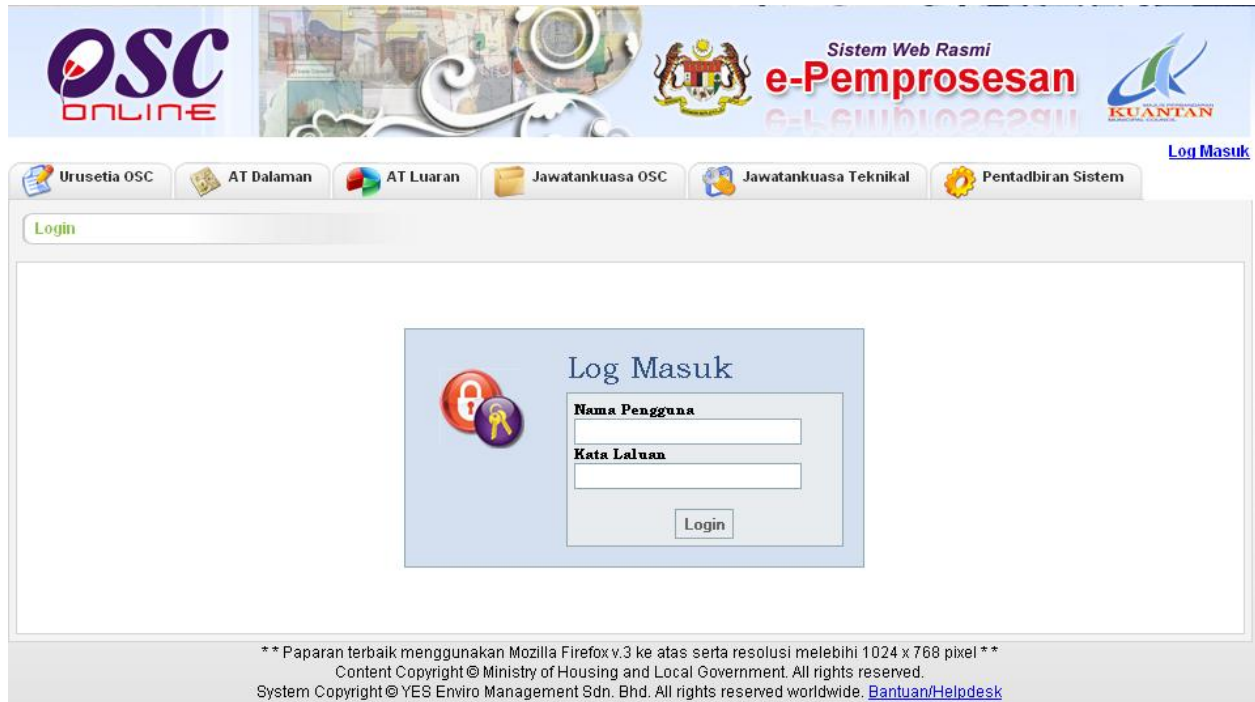 OSC
ONLINE
Sistem Web Rasmi
e-Pemprosesan
KUANTAN
Log Masuk
Urusetia OSC
AT Dalaman
AT Luaran
Jawatankuasa OSC
Jawatankuasa Teknikal
Pentadbiran Sistem
Login
Log Masuk
Nama Pengguna
Kata Laluan
Login
** Paparan terbaik menggunakan Mozilla Firefox v.3 ke atas serta resolusi melebihi 1024 x 768 pixel **
Content Copyright © Ministry of Housing and Local Government. All rights reserved.
System Copyright © YES Enviro Management Sdn. Bhd. All rights reserved worldwide. Bantuan/Helpdesk